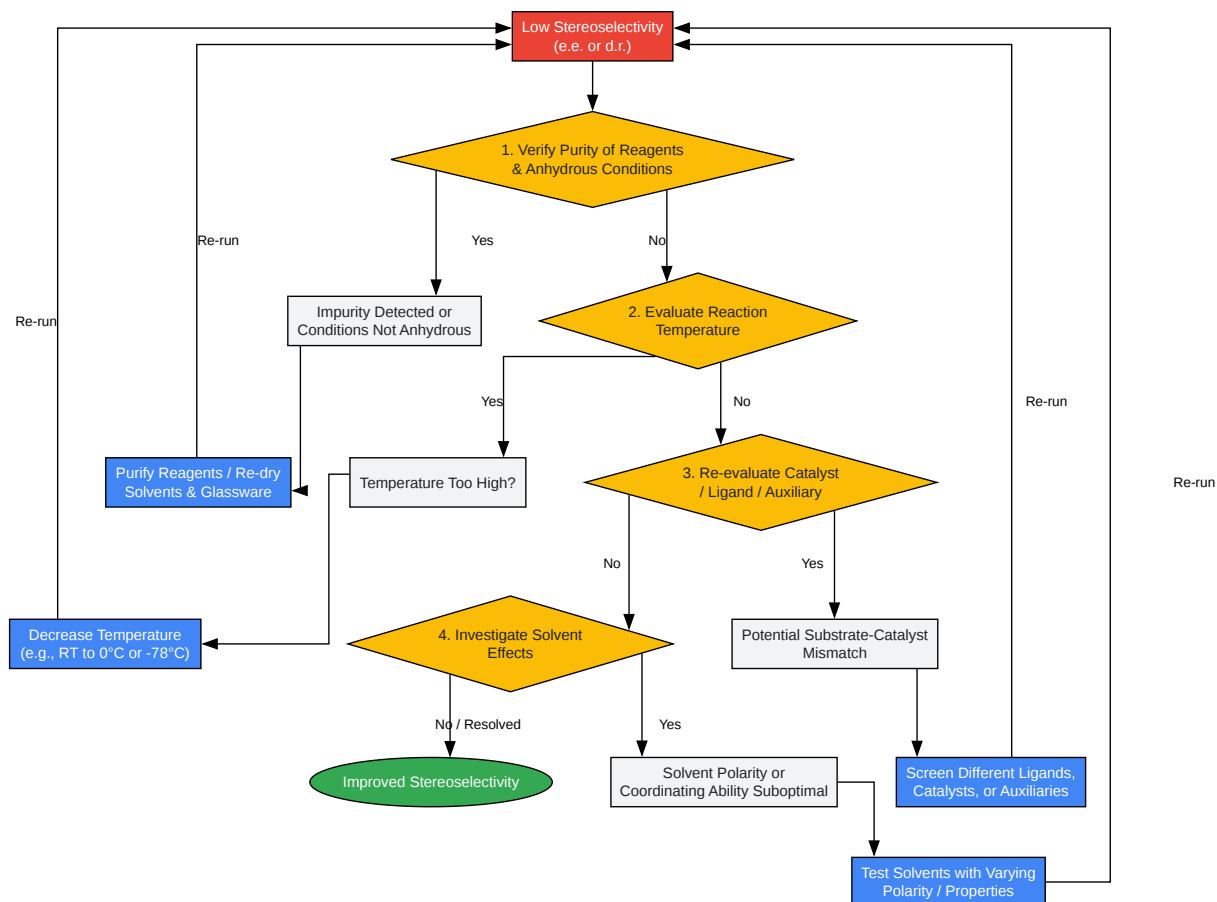 Low Stereoselectivity
(e.e. or d.r.)
1. Verify Purity of Reagents
& Anhydrous Conditions
Re-run
Yes
No
Impurity Detected or
Conditions Not Anhydrous
2. Evaluate Reaction
Temperature
Re-run
Yes
No
Re-run
Purify Reagents / Re-dry
Solvents & Glassware
Temperature Too High?
3. Re-evaluate Catalyst
/ Ligand / Auxiliary
Re-run
No
Yes
Decrease Temperature
(e.g., RT to 0°C or -78°C)
4. Investigate Solvent
Effects
Potential Substrate-Catalyst
Mismatch
No / Resolved
Yes
Improved Stereoselectivity
Solvent Polarity or
Coordinating Ability Suboptimal
Screen Different Ligands,
Catalysts, or Auxiliaries
Test Solvents with Varying
Polarity / Properties